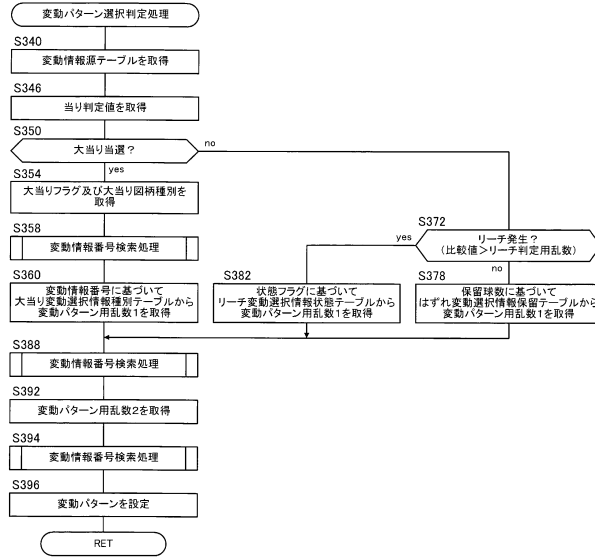 変動パターン選択判定処理
S340
変動情報源テーブルを取得
S346
当り判定値を取得
S350
大当り当選？
no
yes
S354
大当りフラグ及び大当り図柄種別を
取得
S358
変動情報番号検索処理
S360
変動情報番号に基づいて
大当り変動選択情報種別テーブルから
変動パターン用乱数1を取得
S372
リーチ発生？
(比較値＞リーチ判定用乱数)
yes
no
S382
状態フラグに基づいて
リーチ変動選択情報状態テーブルから
変動パターン用乱数1を取得
S378
保留球数に基づいて
はずれ変動選択情報保留テーブルから
変動パターン用乱数1を取得
S388
変動情報番号検索処理
S392
変動パターン用乱数2を取得
S394
変動情報番号検索処理
S396
変動パターンを設定
RET